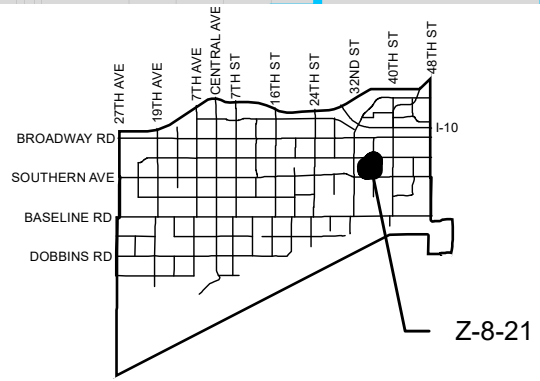 27TH AVE
19TH AVE
7TH AVE
CENTRAL AVE
7TH ST
16TH ST
24TH ST
32ND ST
40TH ST
48TH ST
I-10
BROADWAY RD
SOUTHERN AVE
BASELINE RD
DOBBINS RD
Z-8-21